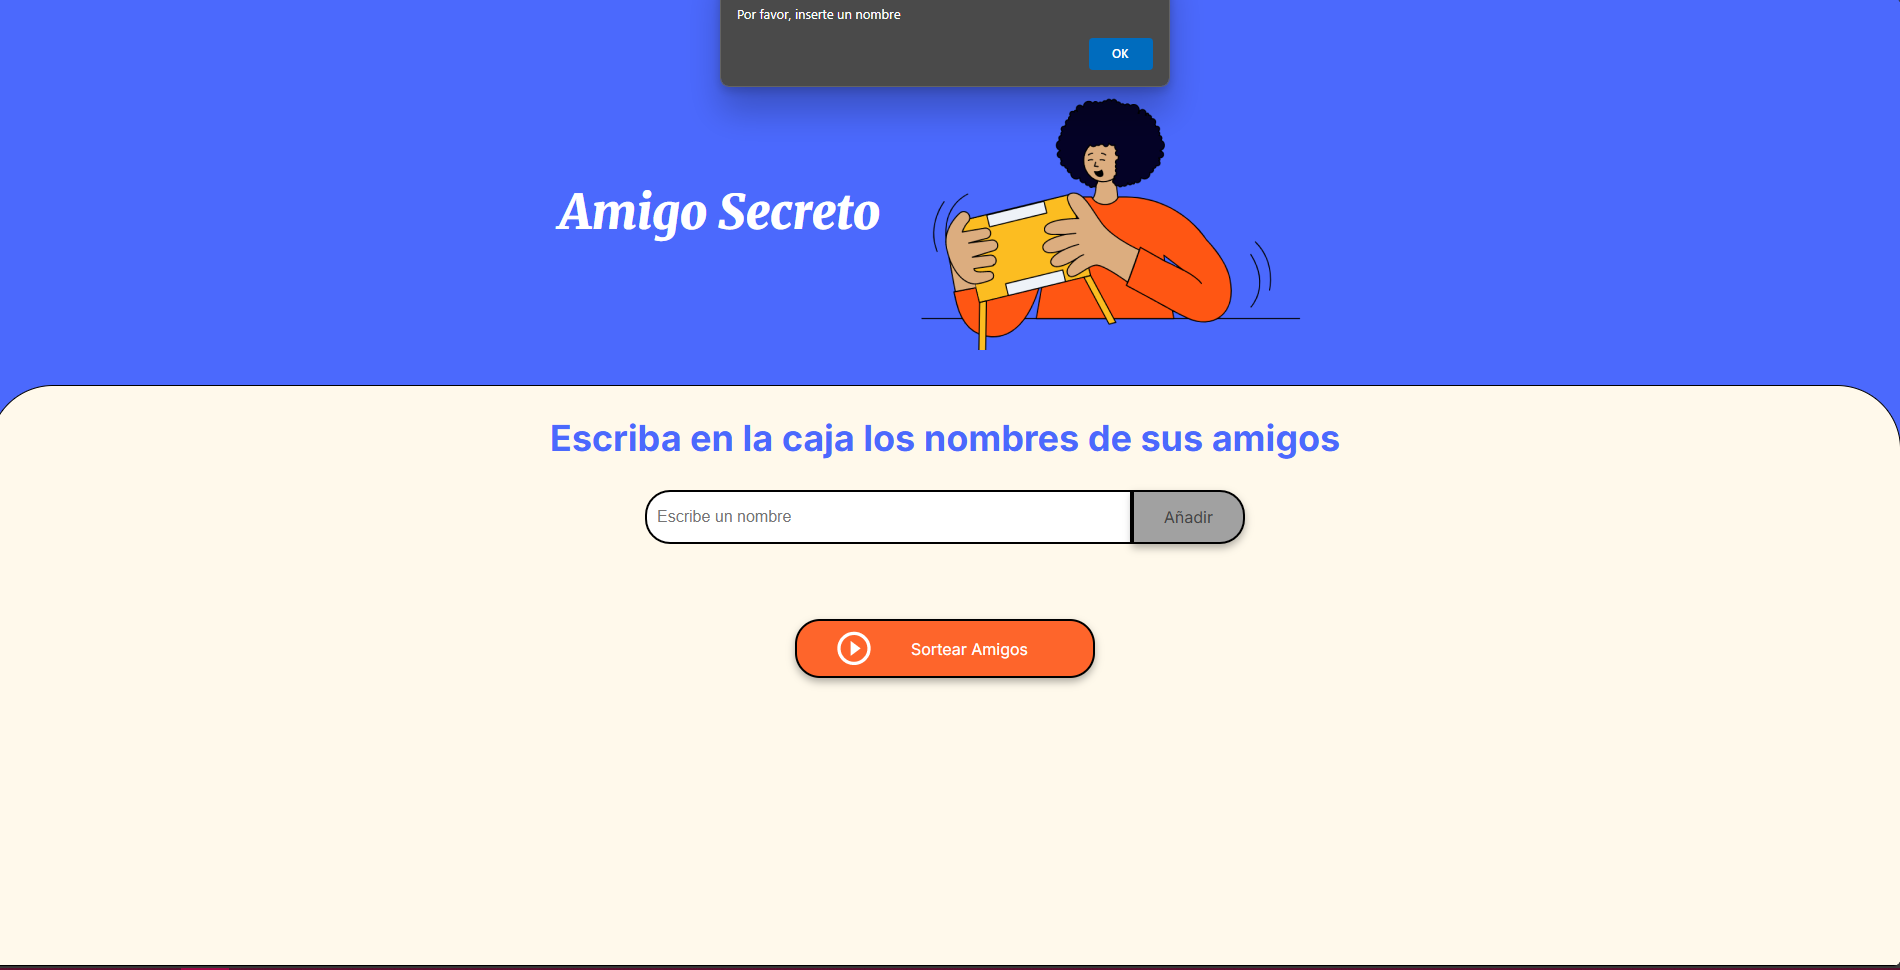 Por favor, inserte un nombre
OK
Amigo Secreto
Escriba en la caja los nombres de sus amigos
Escribe un nombre
Añadir
Sortear Amigos